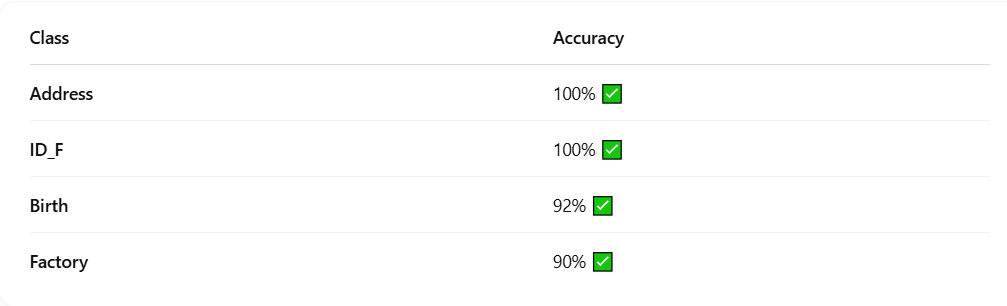 Class Accuracy
Address 100% ✅
ID_F 100% ✅
Birth 92% ✅
Factory 90% ✅